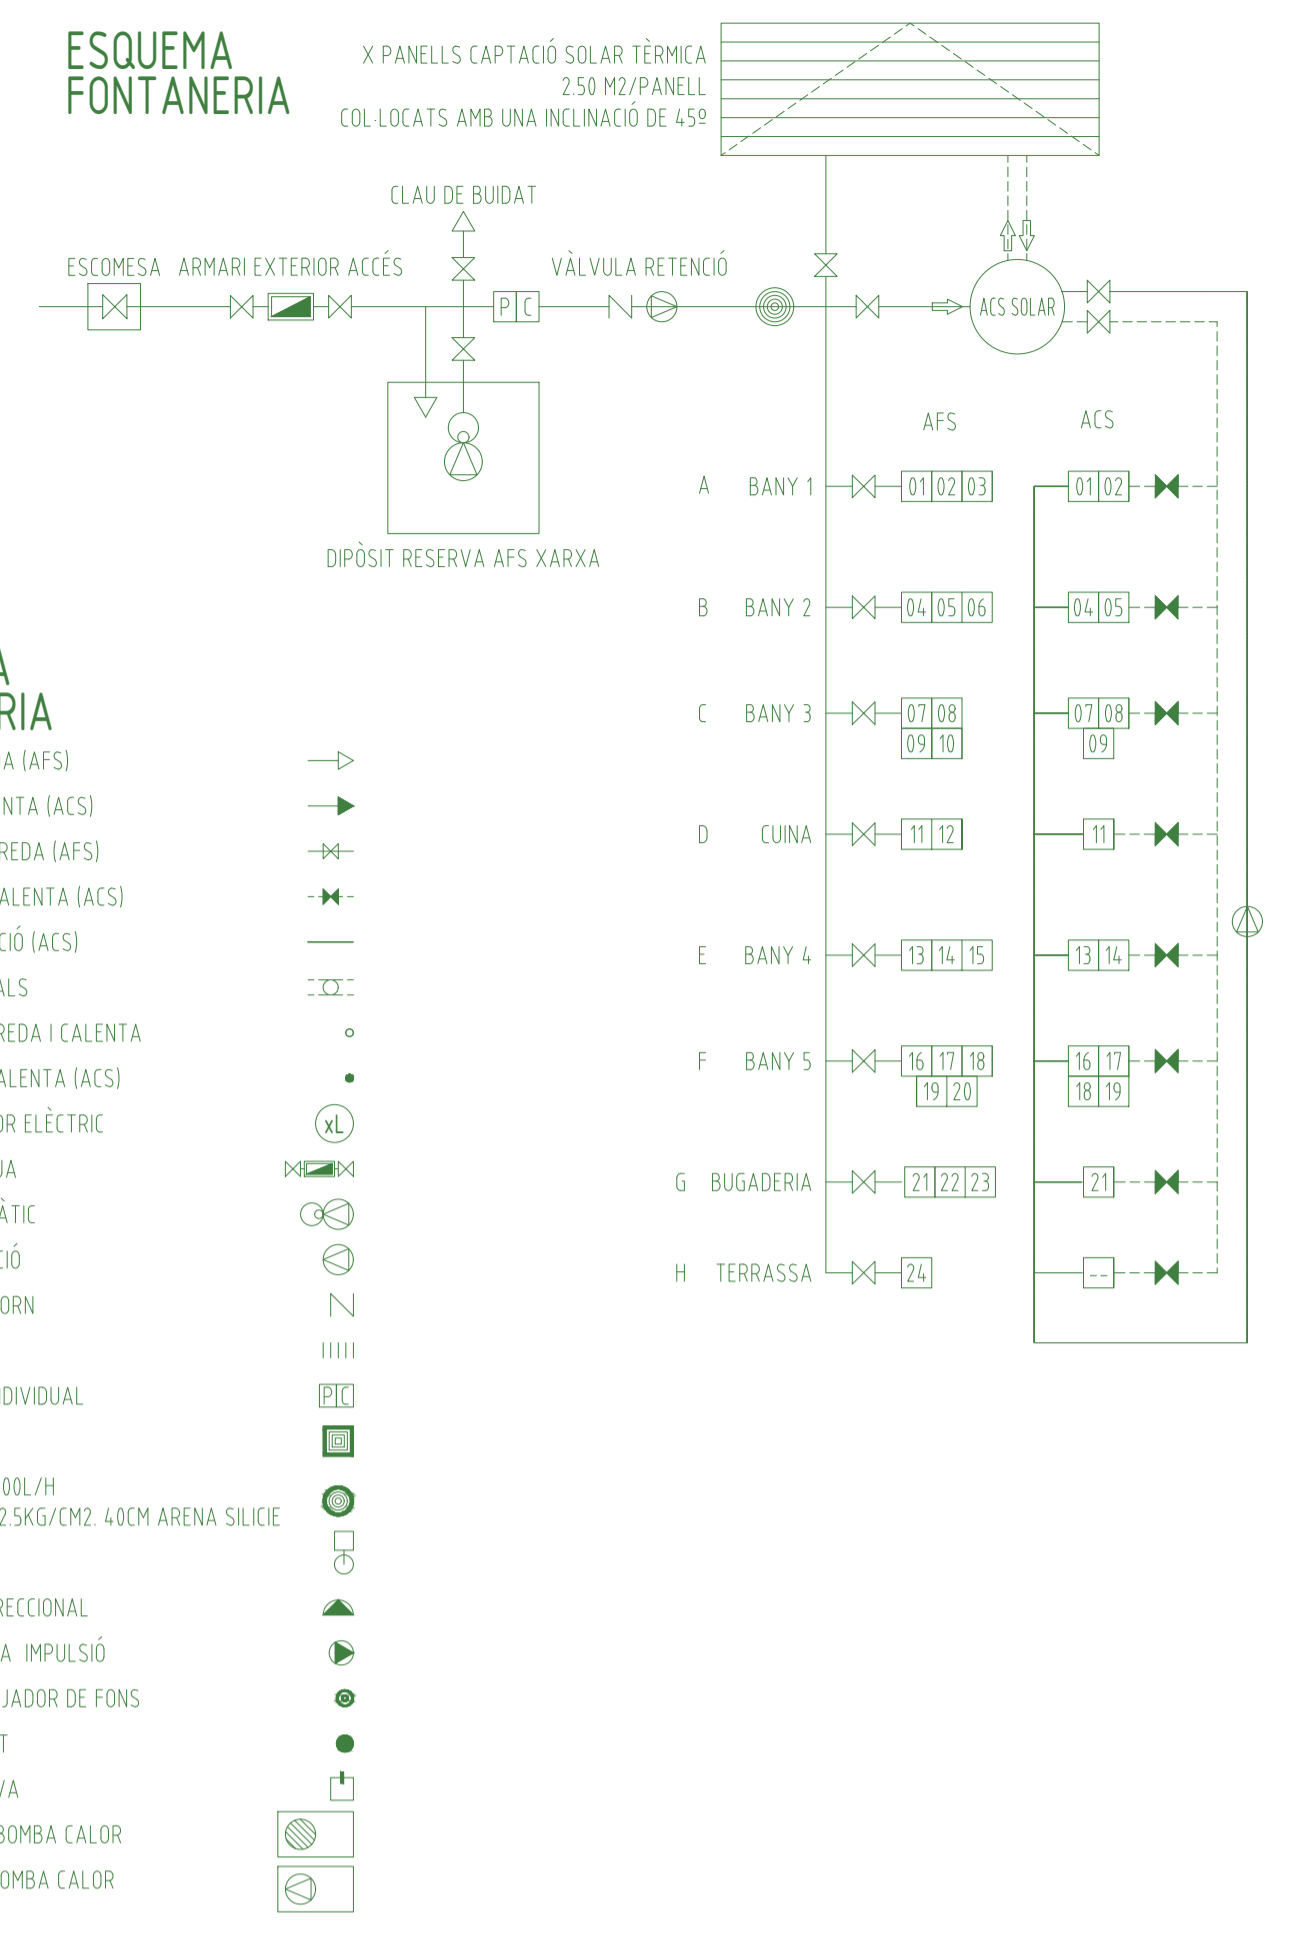 ESQUEMA
FONTANERIA
X PANELLS CAPTACIÓ SOLAR TÈRMICA
2.50 M2/PANELL
COL·LOCATS AMB UNA INCLINACIÓ DE 45º
CLAU DE BUIDAT
ESCOMESA ARMARI EXTERIOR ACCÉS VÀLVULA RETENCIÓ
P C
ACS SOLAR
DIPÒSIT RESERVA AFS XARXA
AFS ACS
A BANY 1 01 02 03 01 02
B BANY 2 04 05 06 04 05
C BANY 3 07 08 07 08
09 10 09
D CUINA 11 12 11
E BANY 4 13 14 15 13 14
F BANY 5 16 17 18 16 17
19 20 18 19
G BUGADERIA 21 22 23 21
H TERRASSA 24 --
A
RIA
A (AFS)
NTA (ACS)
REDA (AFS)
ALENTA (ACS)
CIÓ (ACS)
ALS
REDA I CALENTA
ALENTA (ACS)
OR ELÈCTRIC xL
UA
ÀTIC
CIÓ
ORN
DIVIDUAL P C
00L/H
2.5KG/CM2. 40CM ARENA SILICIE
RECCIONAL
A IMPULSIÓ
JADOR DE FONS
T
VA
BOMBA CALOR
OMBA CALOR